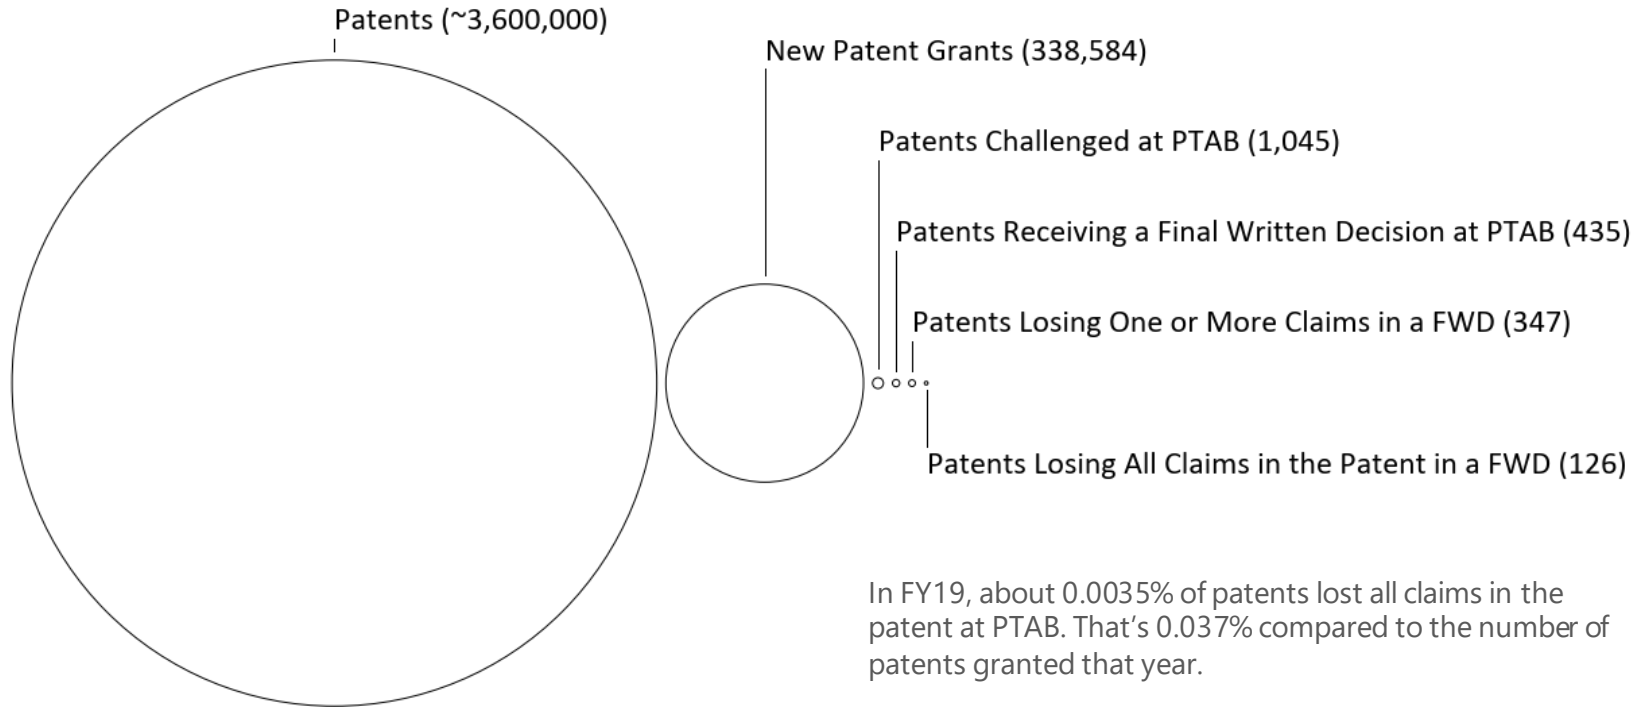 Patents (~3,600,000)
New Patent Grants (338,584)
Patents Challenged at PTAB (1,045)
Patents Receiving a Final Written Decision at PTAB (435)
Patents Losing One or More Claims in a FWD (347)
Patents Losing All Claims in the Patent in a FWD (126)
In FY19, about 0.0035% of patents lost all claims in the
patent at PTAB. That’s 0.037% compared to the number of
patents granted that year.